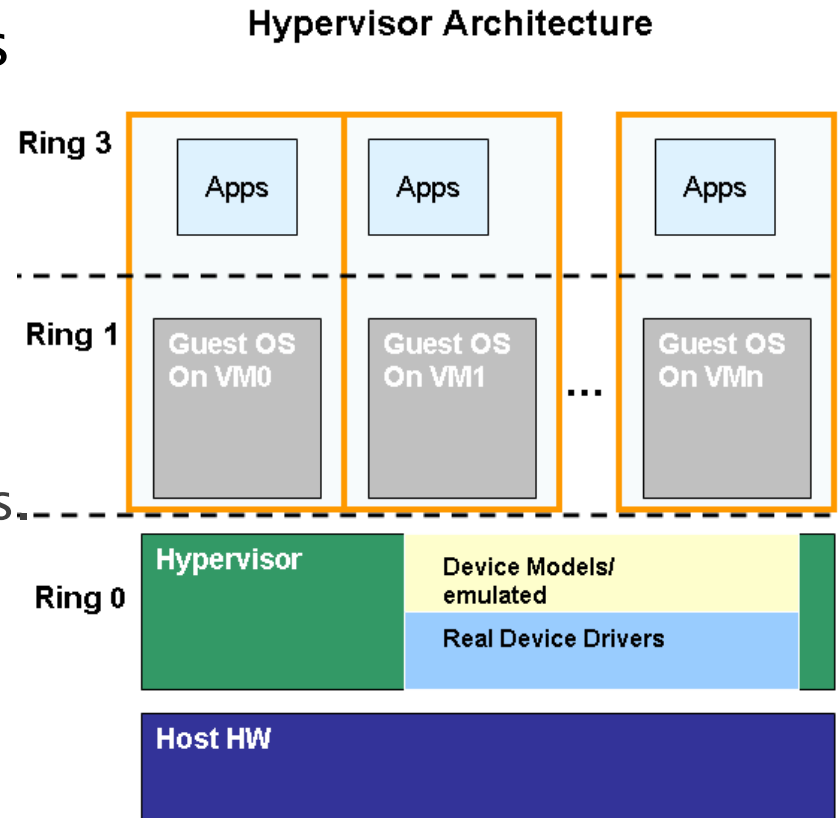 Hypervisor Architecture
s
Ring 3
Apps
Apps
Apps
Ring 1
Guest OS
On VM0
Guest OS
On VM1
...
Guest OS
On VMn
s.
Ring 0
Hypervisor
Device Models/
emulated
Real Device Drivers
Host HW